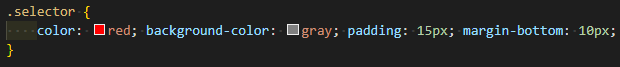 .selector {
    color: red; background-color: gray; padding: 15px; margin-bottom: 10px;
}